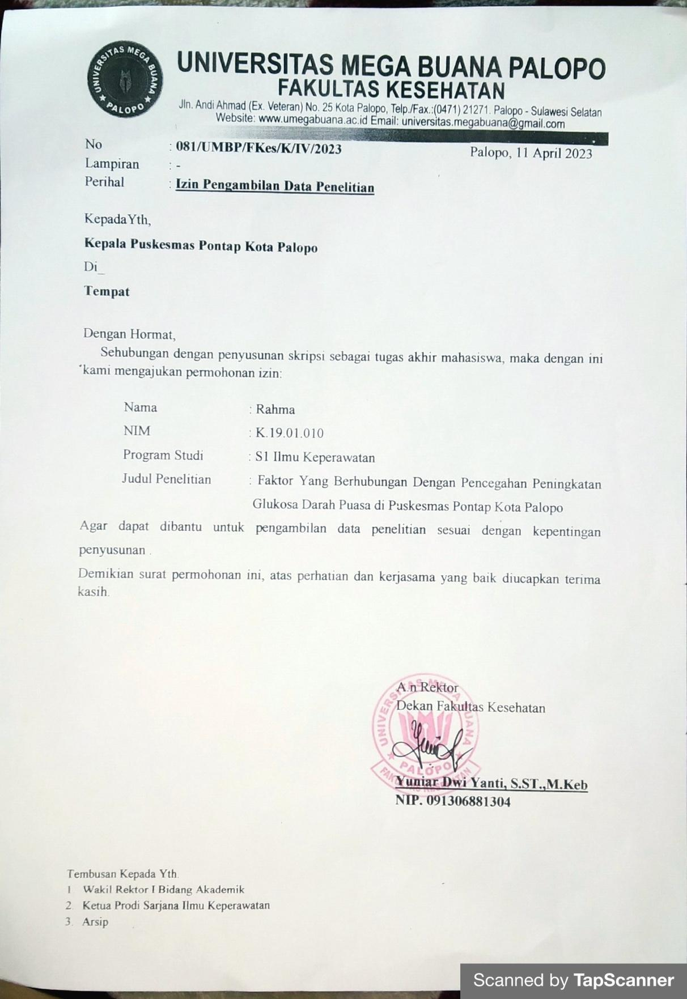 UNIVERSITAS MEGA BUANA
PALOPO
UNIVERSITAS MEGA BUANA PALOPO
FAKULTAS KESEHATAN
Jln. Andi Ahmad (Ex. Veteran) No. 25 Kota Palopo, Telp./Fax.:(0471) 21271. Palopo - Sulawesi Selatan
Website: www.umegabuana.ac.id Email: universitas.megabuana@gmail.com
No : 081/UMBP/FKes/K/IV/2023 Palopo, 11 April 2023
Lampiran : -
Perihal : Izin Pengambilan Data Penelitian
KepadaYth,
Kepala Puskesmas Pontap Kota Palopo
Di_
Tempat
Dengan Hormat,
Sehubungan dengan penyusunan skripsi sebagai tugas akhir mahasiswa, maka dengan ini
kami mengajukan permohonan izin:
Nama : Rahma
NIM : K.19.01.010
Program Studi : S1 Ilmu Keperawatan
Judul Penelitian : Faktor Yang Berhubungan Dengan Pencegahan Peningkatan
Glukosa Darah Puasa di Puskesmas Pontap Kota Palopo
Agar dapat dibantu untuk pengambilan data penelitian sesuai dengan kepentingan
penyusunan .
Demikian surat permohonan ini, atas perhatian dan kerjasama yang baik diucapkan terima
kasih.
A.n Rektor
Dekan Fakultas Kesehatan
UNIVERSITAS MEGA BUANA
PALOPO
FAKULTAS KESEHATAN
Yuniar Dwi Yanti, S.ST.,M.Keb
NIP. 091306881304
Tembusan Kepada Yth.
1 Wakil Rektor I Bidang Akademik
2. Ketua Prodi Sarjana Ilmu Keperawatan
3. Arsip
Scanned by TapScanner